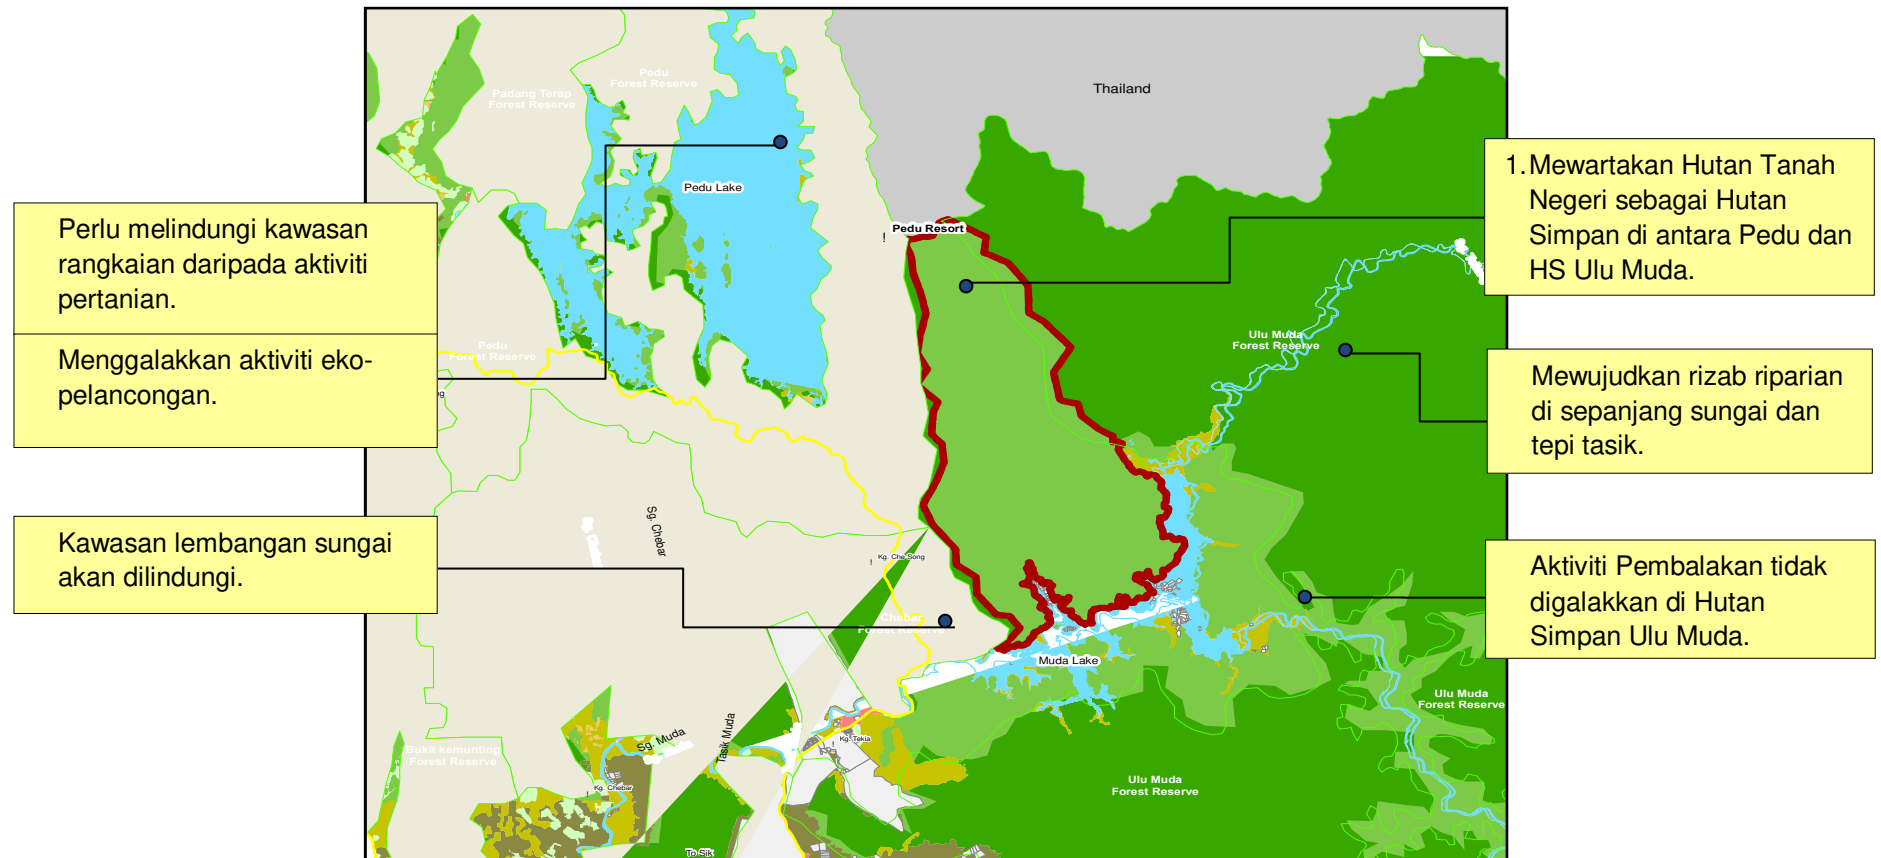 Perlu melindungi kawasan
rangkaian daripada aktiviti
pertanian.
Menggalakkan aktiviti eko-
pelancongan.
Kawasan lembangan sungai
akan dilindungi.
Thailand
Pedu
Forest Reserve
Padang Terap
Forest Reserve
Pedu Lake
Pedu Resort
!
Ulu Muda
Forest Reserve
Pedu
Forest Reserve
Sg. Chebar
Kg. Che Song
!
Chebar
Forest Reserve
Muda Lake
Ulu Muda
Forest Reserve
Tasik Muda
Sg. Muda
Kg. Tekia
!
Bukit kemunting
Forest Reserve
Kg. Chebar
!
Ulu Muda
Forest Reserve
To Sik
1. Mewartakan Hutan Tanah
Negeri sebagai Hutan
Simpan di antara Pedu dan
HS Ulu Muda.
Mewujudkan rizab riparian
di sepanjang sungai dan
tepi tasik.
Aktiviti Pembalakan tidak
digalakkan di Hutan
Simpan Ulu Muda.